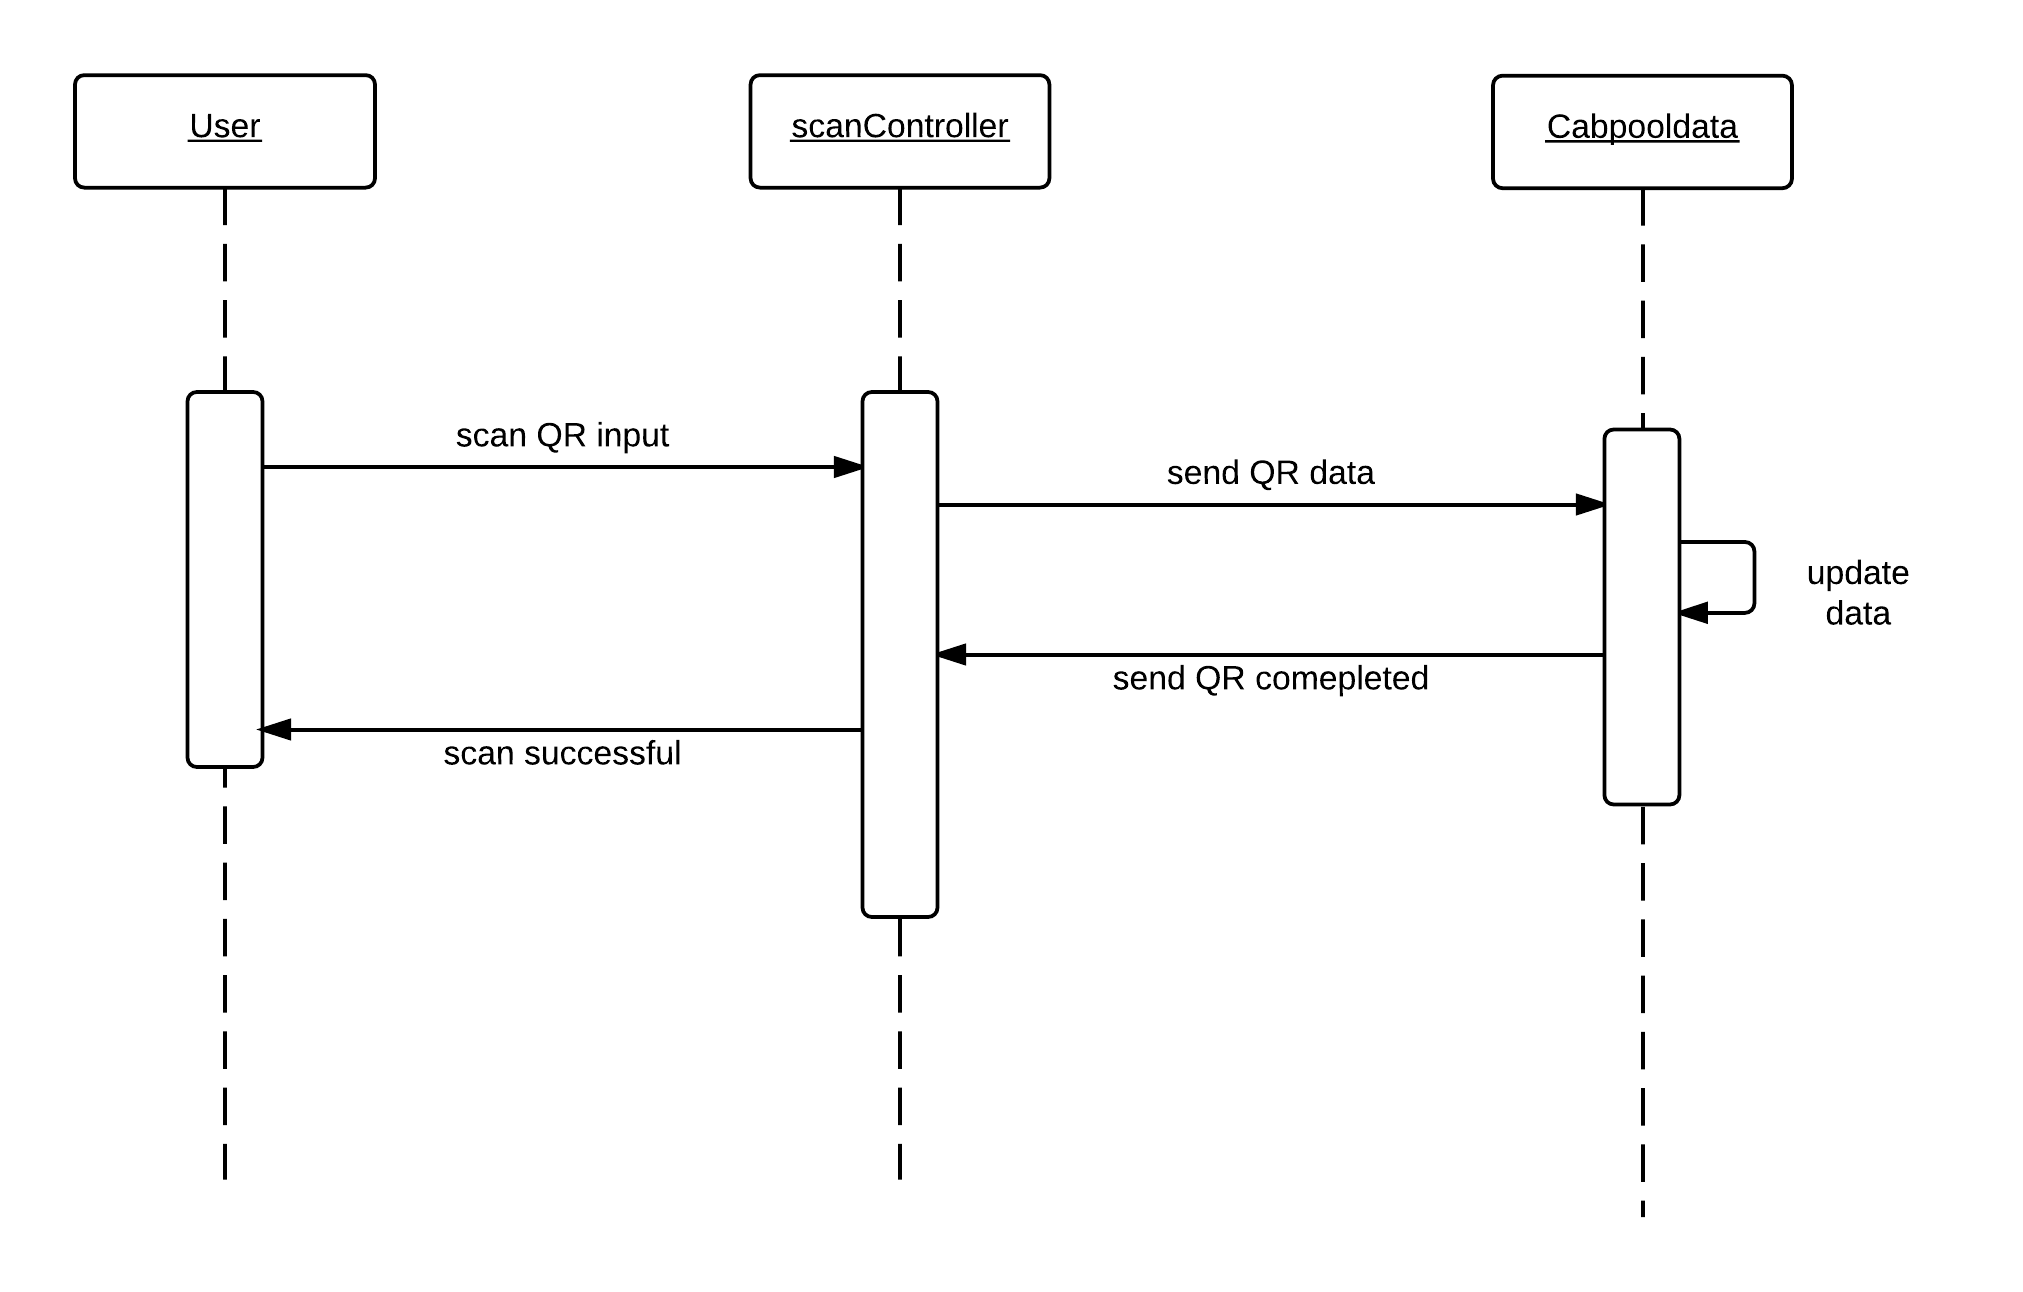 User
scanController
Cabpooldata
scan QR input
send QR data
update
data
send QR comepleted
scan successful